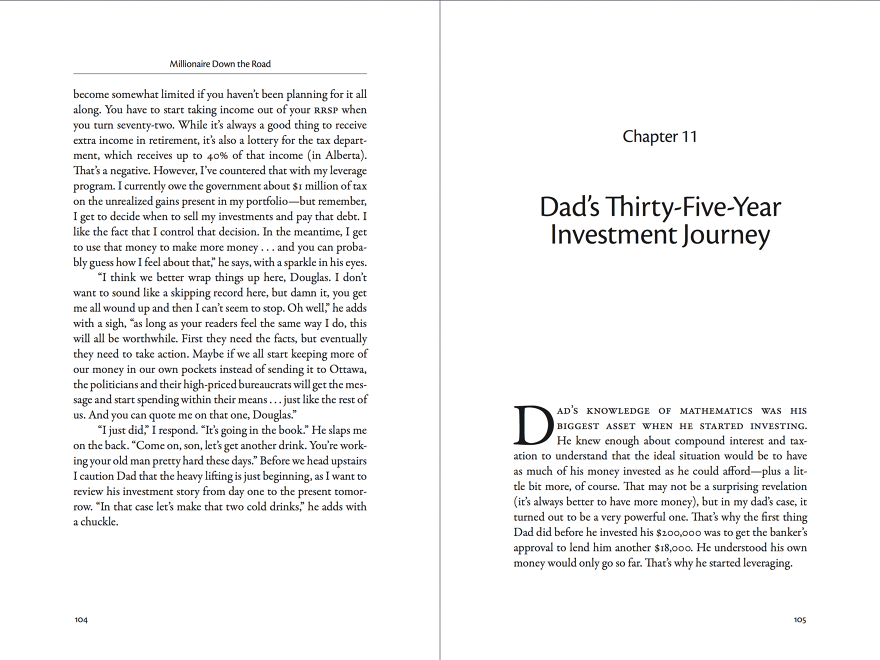 Millionaire Down the Road
become somewhat limited if you haven’t been planning for it all
along. You have to start taking income out of your RRSP when
you turn seventy-two. While it’s always a good thing to receive
extra income in retirement, it’s also a lottery for the tax depart-
ment, which receives up to 40% of that income (in Alberta).
That’s a negative. However, I’ve countered that with my leverage
program. I currently owe the government about $1 million of tax
on the unrealized gains present in my portfolio—but remember,
I get to decide when to sell my investments and pay that debt. I
like the fact that I control that decision. In the meantime, I get
to use that money to make more money . . . and you can proba-
bly guess how I feel about that,” he says, with a sparkle in his eyes.
“I think we better wrap things up here, Douglas. I don’t
want to sound like a skipping record here, but damn it, you get
me all wound up and then I can’t seem to stop. Oh well,” he adds
with a sigh, “as long as your readers feel the same way I do, this
will all be worthwhile. First they need the facts, but eventually
they need to take action. Maybe if we all start keeping more of
our money in our own pockets instead of sending it to Ottawa,
the politicians and their high-priced bureaucrats will get the mes-
sage and start spending within their means . . . just like the rest of
us. And you can quote me on that one, Douglas.”
“I just did,” I respond. “It’s going in the book.” He slaps me
on the back. “Come on, son, let’s get another drink. You’re work-
ing your old man pretty hard these days.” Before we head upstairs
I caution Dad that the heavy lifting is just beginning, as I want to
review his investment story from day one to the present tomor-
row. “In that case let’s make that two cold drinks,” he adds with
a chuckle.
104
Chapter 11
Dad’s Thirty-Five-Year
Investment Journey
DAD’S KNOWLEDGE OF MATHEMATICS WAS HIS
BIGGEST ASSET WHEN HE STARTED INVESTING.
He knew enough about compound interest and tax-
ation to understand that the ideal situation would be to have
as much of his money invested as he could afford—plus a lit-
tle bit more, of course. That may not be a surprising revelation
(it’s always better to have more money), but in my dad’s case, it
turned out to be a very powerful one. That’s why the first thing
Dad did before he invested his $200,000 was to get the banker’s
approval to lend him another $18,000. He understood his own
money would only go so far. That’s why he started leveraging.
105